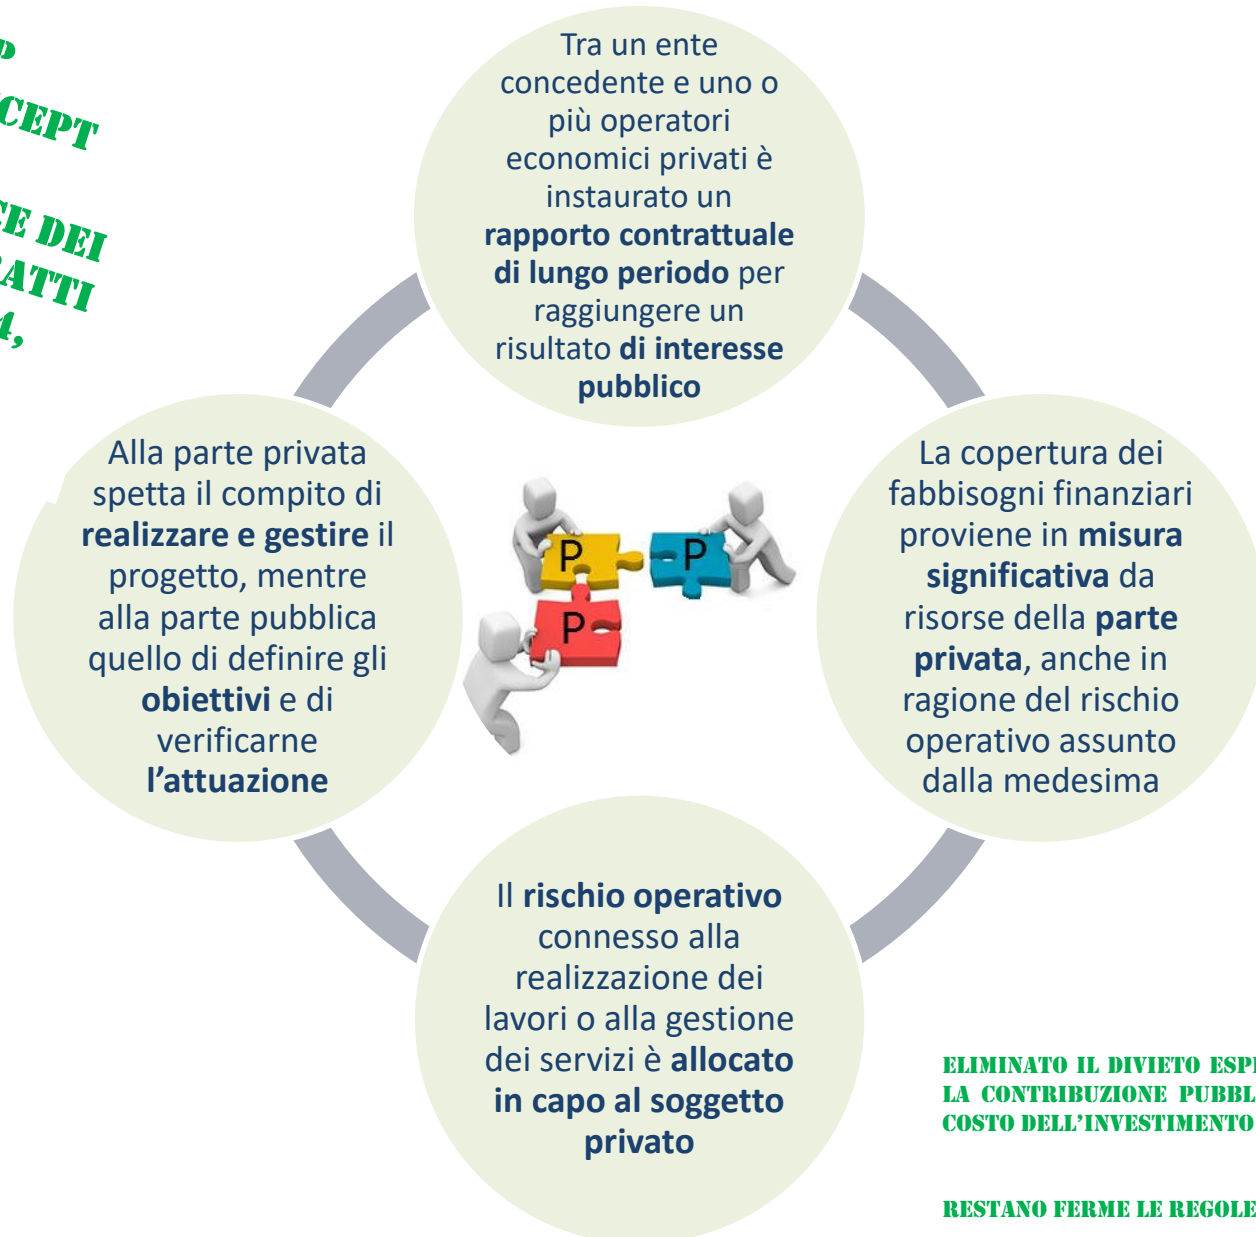 DEI
Tra un ente
concedente e uno o
più operatori
economici privati è
instaurato un
rapporto contrattuale
di lungo periodo per
raggiungere un
risultato di interesse
pubblico
Alla parte privata
spetta il compito di
realizzare e gestire il
progetto, mentre
alla parte pubblica
quello di definire gli
obiettivi e di
verificarne
l’attuazione
P P
P
La copertura dei
fabbisogni finanziari
proviene in misura
significativa da
risorse della parte
privata, anche in
ragione del rischio
operativo assunto
dalla medesima
Il rischio operativo
connesso alla
realizzazione dei
lavori o alla gestione
dei servizi è allocato
in capo al soggetto
privato
ELIMINATO IL DIVIETO
LA CONTRIBUZIONE
COSTO DELL’INVESTIMENTO
RESTANO FERME LE REGOLE